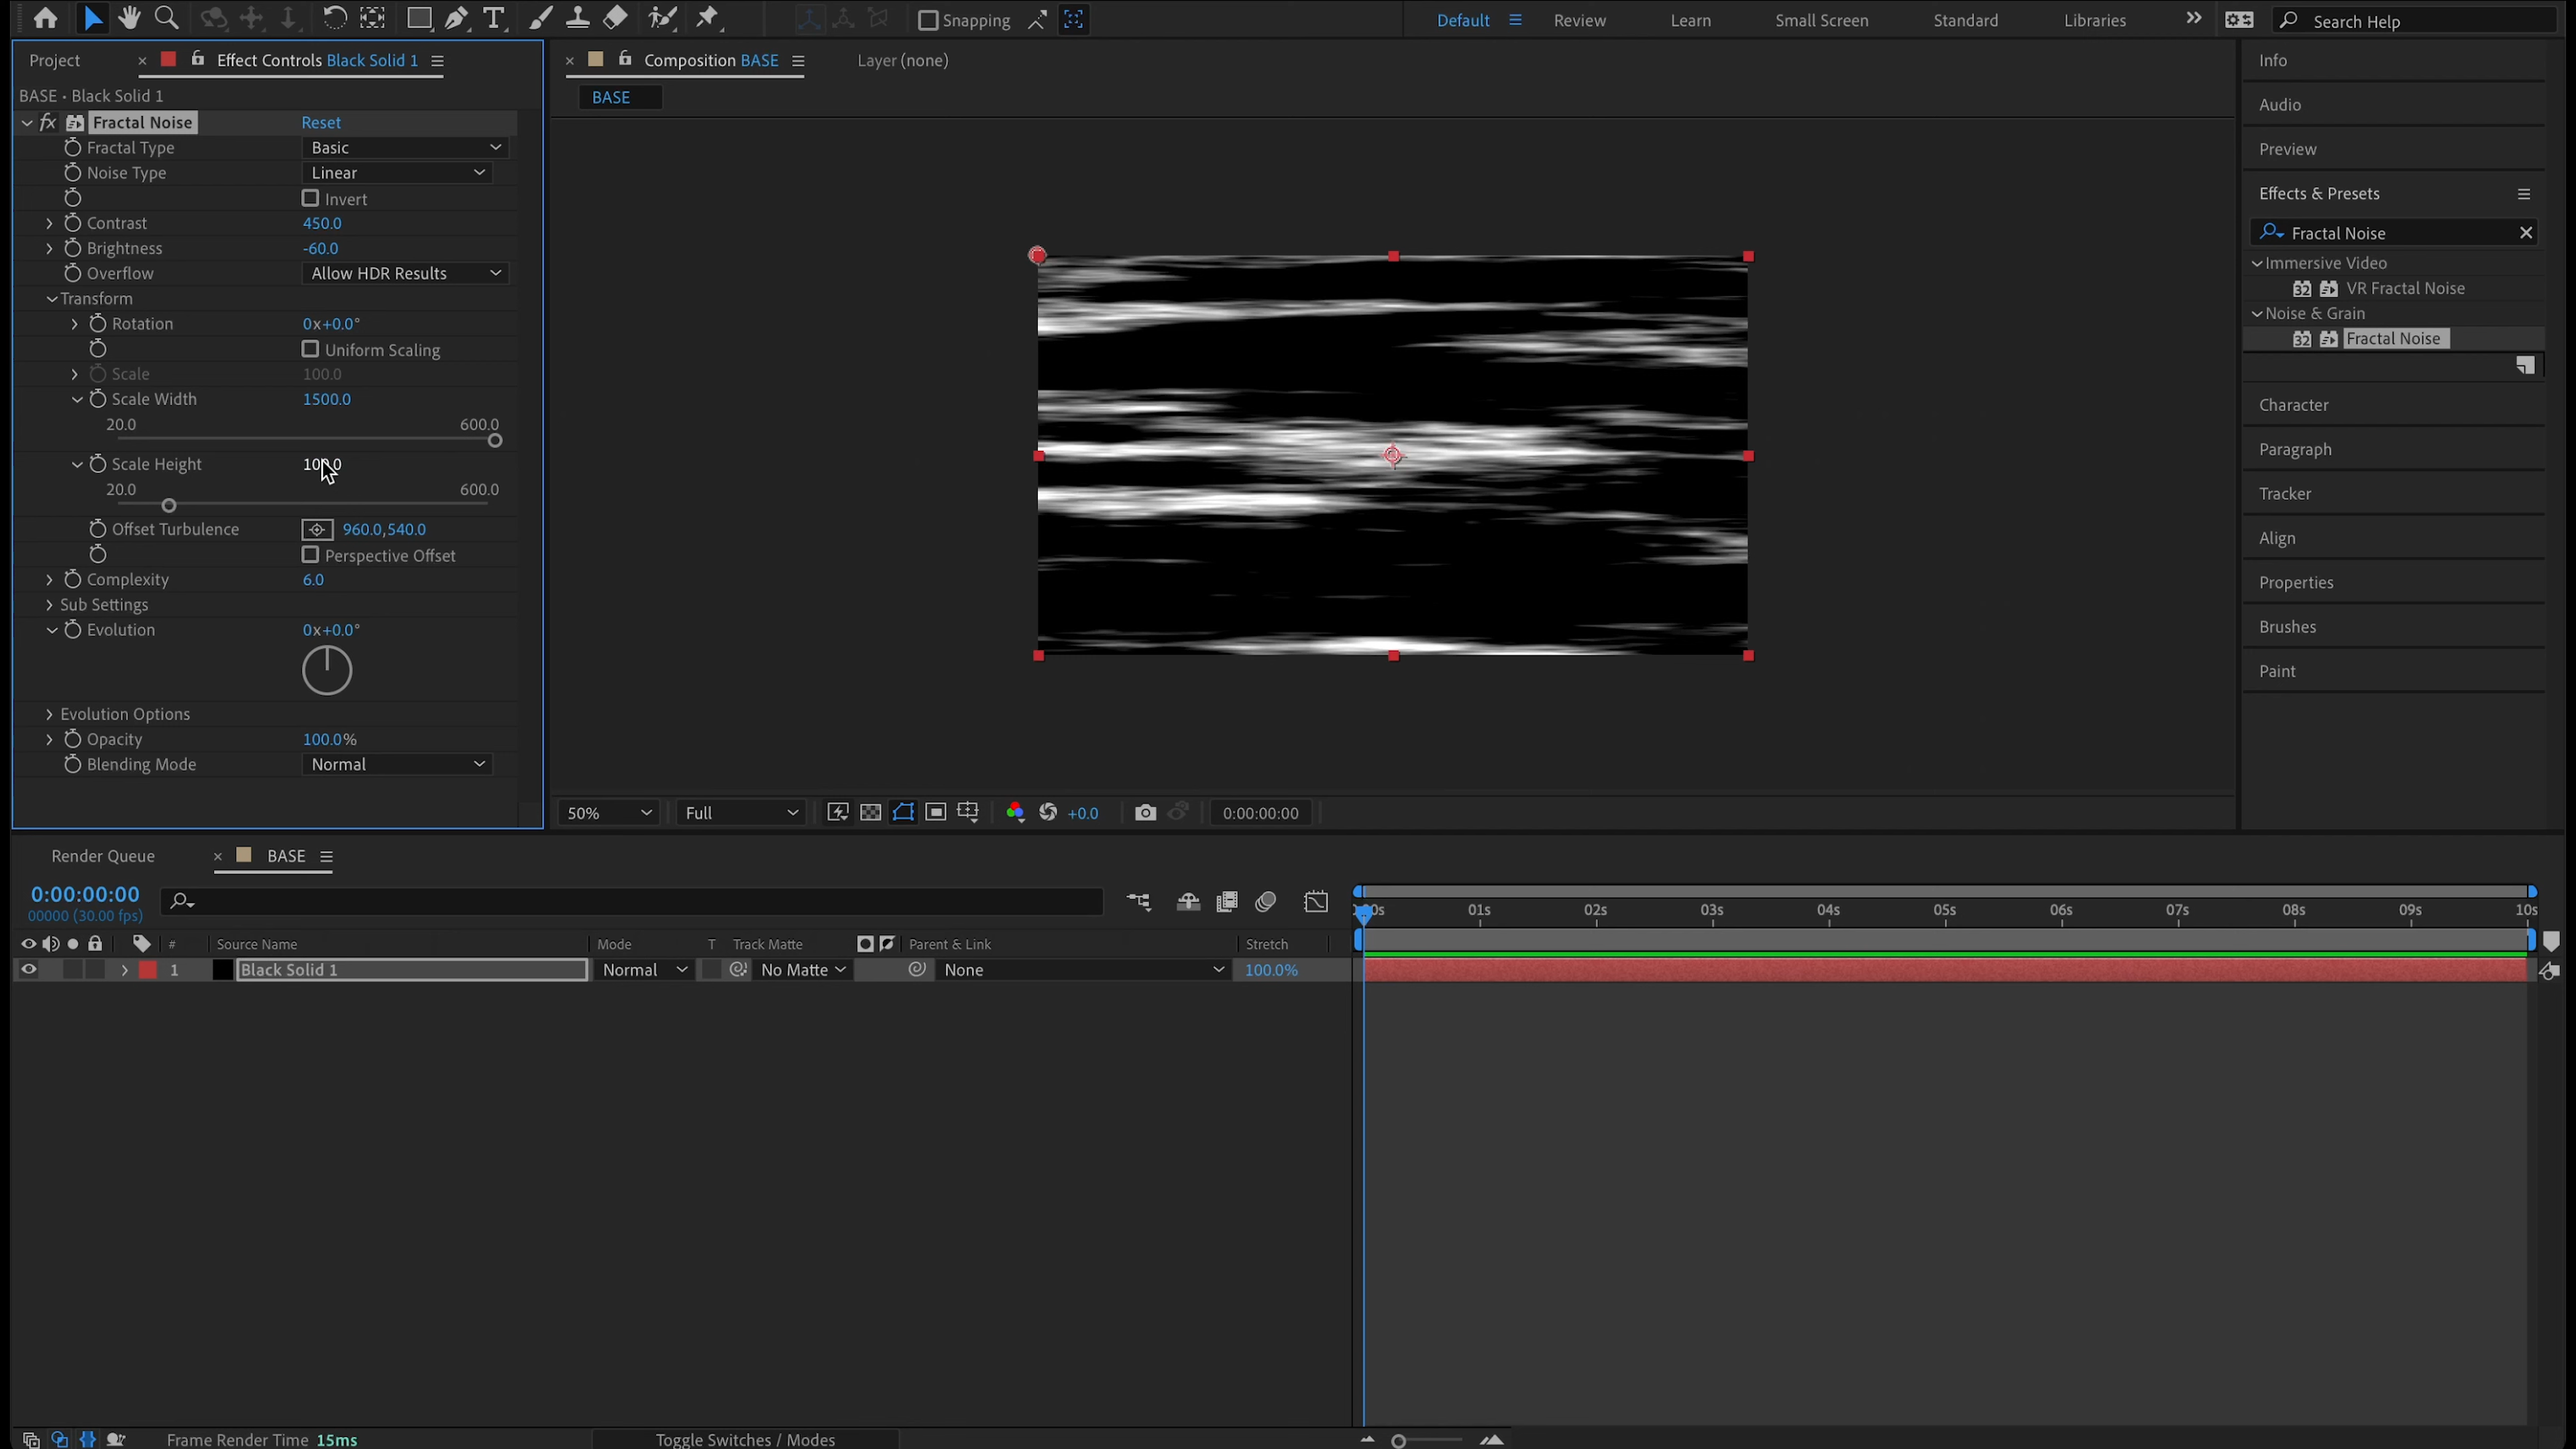 Snapping
Default
Review
Learn
Small Screen
Standard
Libraries
Search Help
Project
Effect Controls Black Solid 1
Composition BASE
Layer (none)
BASE • Black Solid 1
BASE
fx Fractal Noise Reset
Fractal Type Basic
Noise Type Linear
Invert
Contrast 450.0
Brightness -60.0
Overflow Allow HDR Results
Transform
Rotation 0x+0.0°
Uniform Scaling
Scale 100.0
Scale Width 1500.0
20.0 600.0
Scale Height 100.0
20.0 600.0
Offset Turbulence 960.0,540.0
Perspective Offset
Complexity 6.0
Sub Settings
Evolution 0x+0.0°
Evolution Options
Opacity 100.0%
Blending Mode Normal
50% Full +0.0 0:00:00:00
Info
Audio
Preview
Effects & Presets
Fractal Noise
Immersive Video
32 VR Fractal Noise
Noise & Grain
32 Fractal Noise
Character
Paragraph
Tracker
Align
Properties
Brushes
Paint
Render Queue
BASE
0:00:00:00
00000 (30.00 fps)
01s 02s 03s 04s 05s 06s 07s 08s 09s 10s
# Source Name Mode T Track Matte Parent & Link Stretch
1 Black Solid 1 Normal No Matte None 100.0%
Frame Render Time 15ms
Toggle Switches / Modes